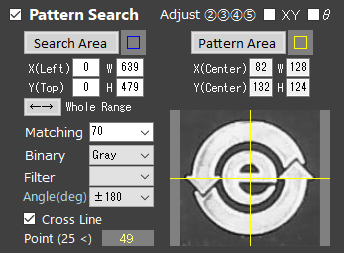 Pattern Search Adjust ②③④⑤ XY θ
Search Area Pattern Area
X(Left) 0 W 639 X(Center) 82 W 128
Y(Top) 0 H 479 Y(Center) 132 H 124
←→ Whole Range
Matching 70
Binary Gray
Filter
Angle(deg) ±180
Cross Line
Point (25 <) 49
e